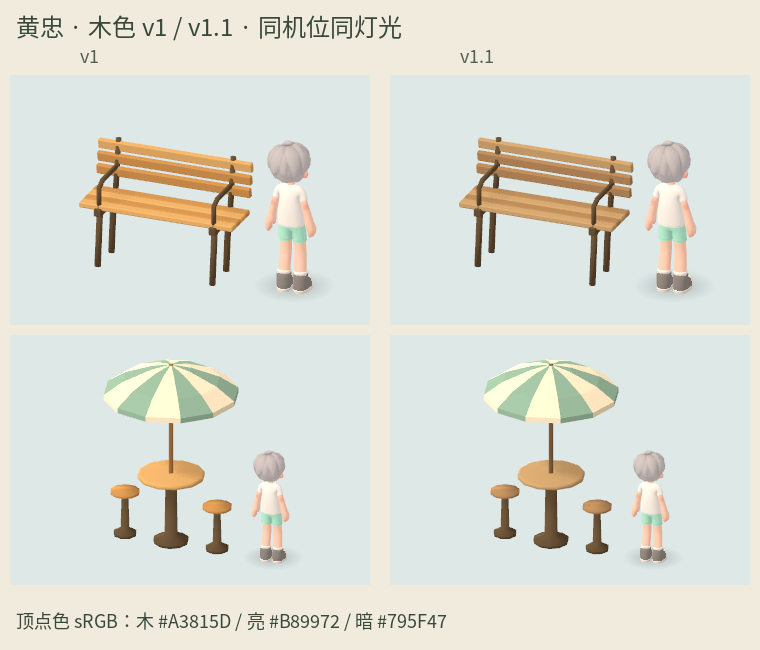 黄忠 · 木色 v1 / v1.1 · 同机位同灯光
v1
v1.1
顶点色 sRGB：木 #A3815D / 亮 #B89972 / 暗 #795F47